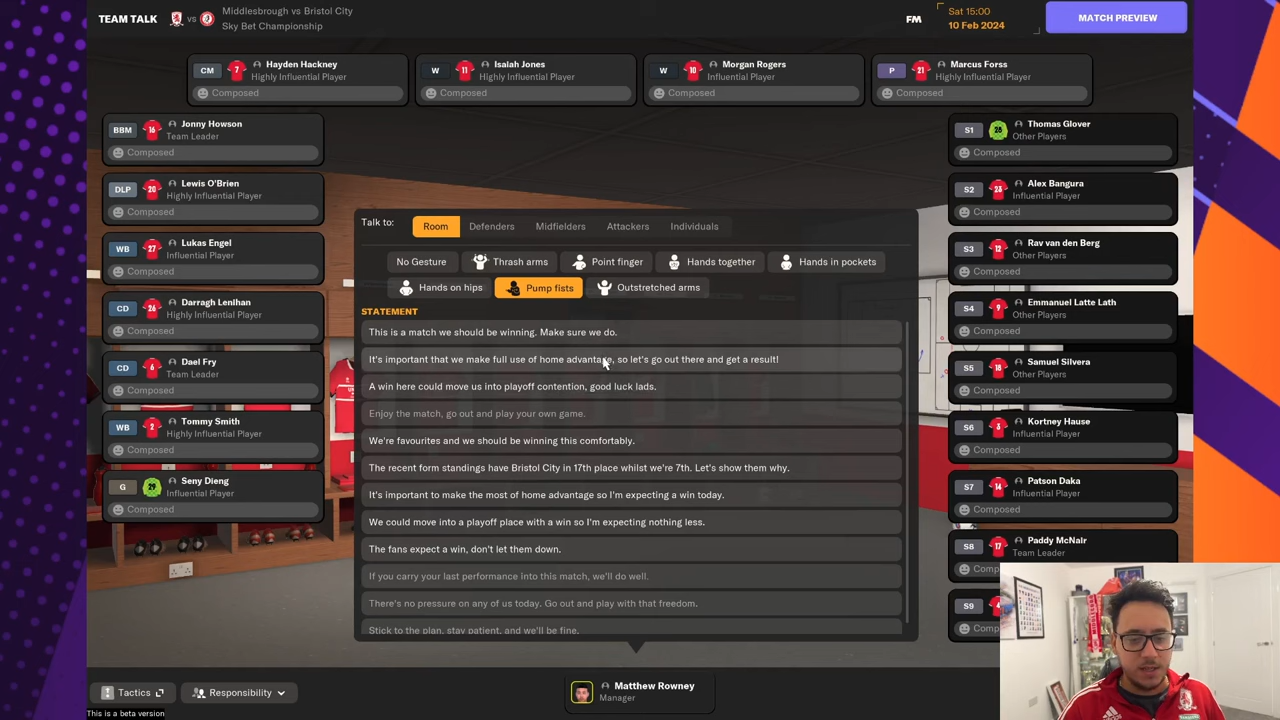 TEAM TALK
vs
Middlesbrough vs Bristol City
Sky Bet Championship
FM
Sat 15:00
10 Feb 2024
MATCH PREVIEW
CM
7
Hayden Hackney
Highly Influential Player
Composed
W
11
Isaiah Jones
Highly Influential Player
Composed
W
10
Morgan Rogers
Influential Player
Composed
P
21
Marcus Forss
Highly Influential Player
Composed
BBM
16
Jonny Howson
Team Leader
Composed
DLP
20
Lewis O'Brien
Highly Influential Player
Composed
WB
27
Lukas Engel
Influential Player
Composed
CD
26
Darragh Lenihan
Highly Influential Player
Composed
CD
6
Dael Fry
Team Leader
Composed
WB
2
Tommy Smith
Highly Influential Player
Composed
G
29
Seny Dieng
Influential Player
Composed
Talk to:
Room
Defenders
Midfielders
Attackers
Individuals
No Gesture
Thrash arms
Point finger
Hands together
Hands in pockets
Hands on hips
Pump fists
Outstretched arms
STATEMENT
This is a match we should be winning. Make sure we do.
It's important that we make full use of home advantage, so let's go out there and get a result!
A win here could move us into playoff contention, good luck lads.
Enjoy the match, go out and play your own game.
We're favourites and we should be winning this comfortably.
The recent form standings have Bristol City in 17th place whilst we're 7th. Let's show them why.
It's important to make the most of home advantage so I'm expecting a win today.
We could move into a playoff place with a win so I'm expecting nothing less.
The fans expect a win, don't let them down.
If you carry your last performance into this match, we'll do well.
There's no pressure on any of us today. Go out and play with that freedom.
Stick to the plan, stay patient, and we'll be fine.
S1
Thomas Glover
Other Players
Composed
S2
Alex Bangura
Influential Player
Composed
S3
12
Rav van den Berg
Other Players
Composed
S4
9
Emmanuel Latte Lath
Other Players
Composed
S5
18
Samuel Silvera
Other Players
Composed
S6
Kortney Hause
Influential Player
Composed
S7
14
Patson Daka
Influential Player
Composed
S8
17
Paddy McNair
Team Leader
Comp
S9
Comp
Matthew Rowney
Manager
Tactics
Responsibility
This is a beta version